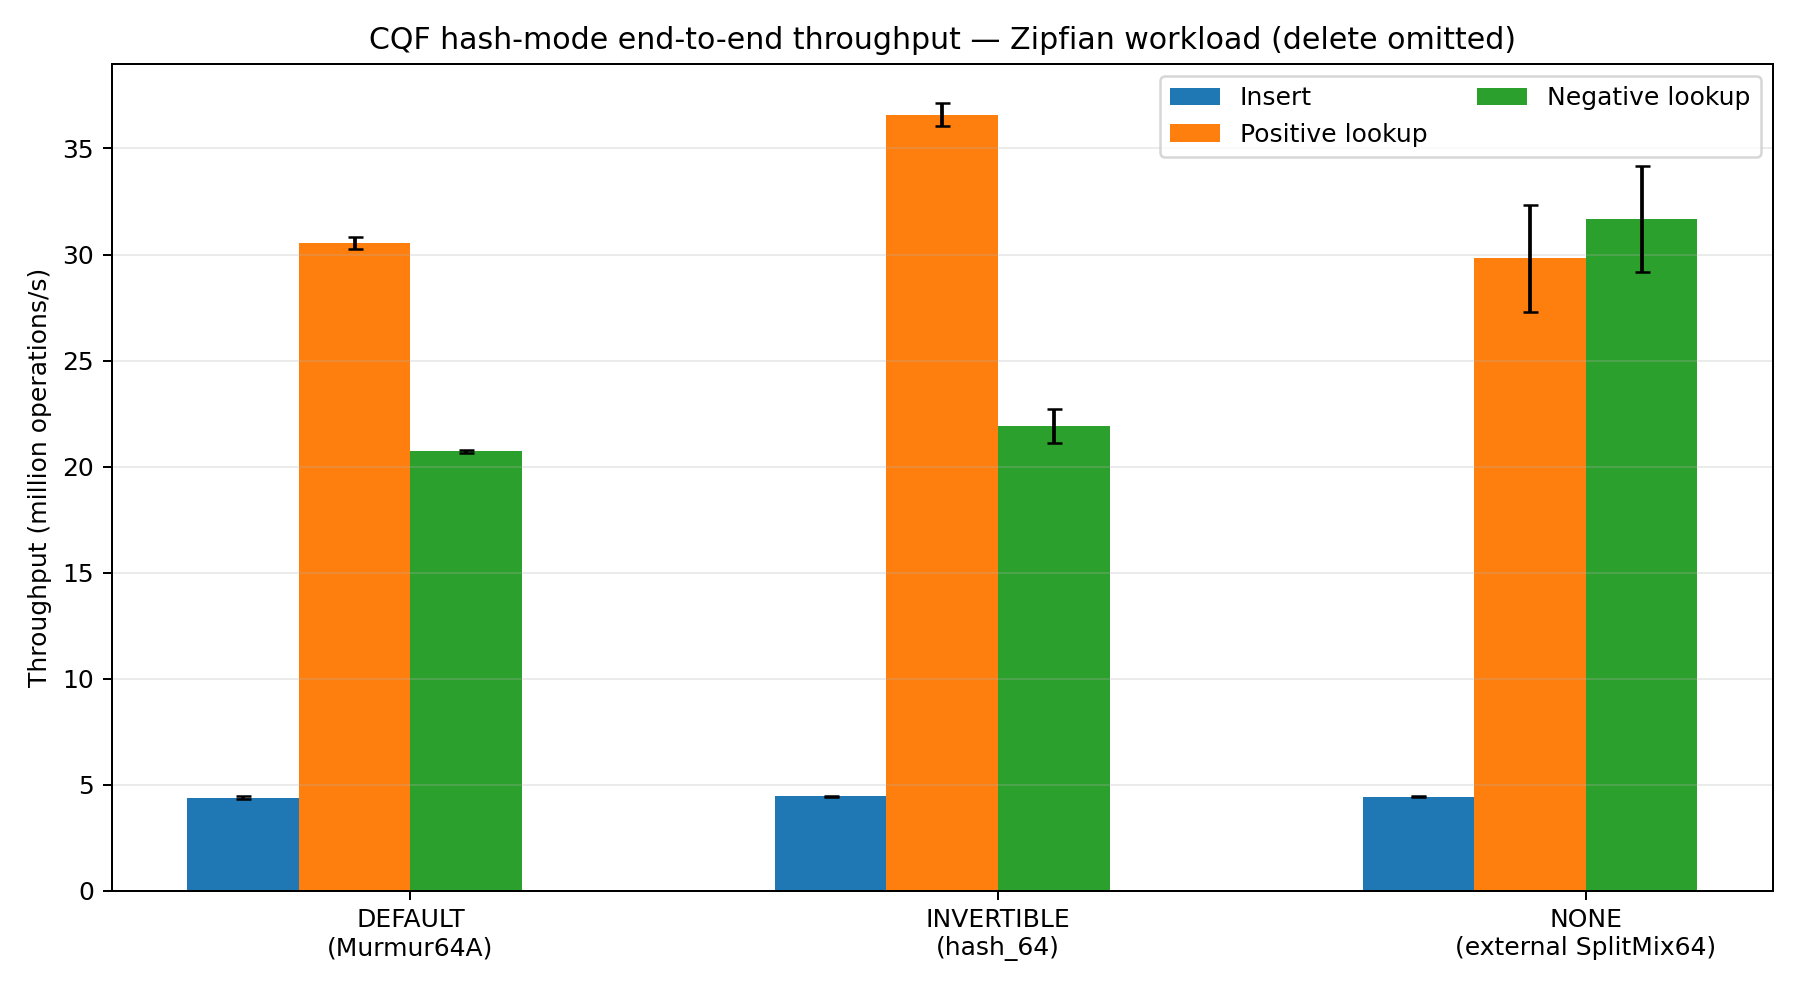 CQF hash-mode end-to-end throughput — Zipfian workload (delete omitted)
Insert
Positive lookup
Negative lookup
Throughput (million operations/s)
35
30
25
20
15
10
5
0
DEFAULT
(Murmur64A)
INVERTIBLE
(hash_64)
NONE
(external SplitMix64)